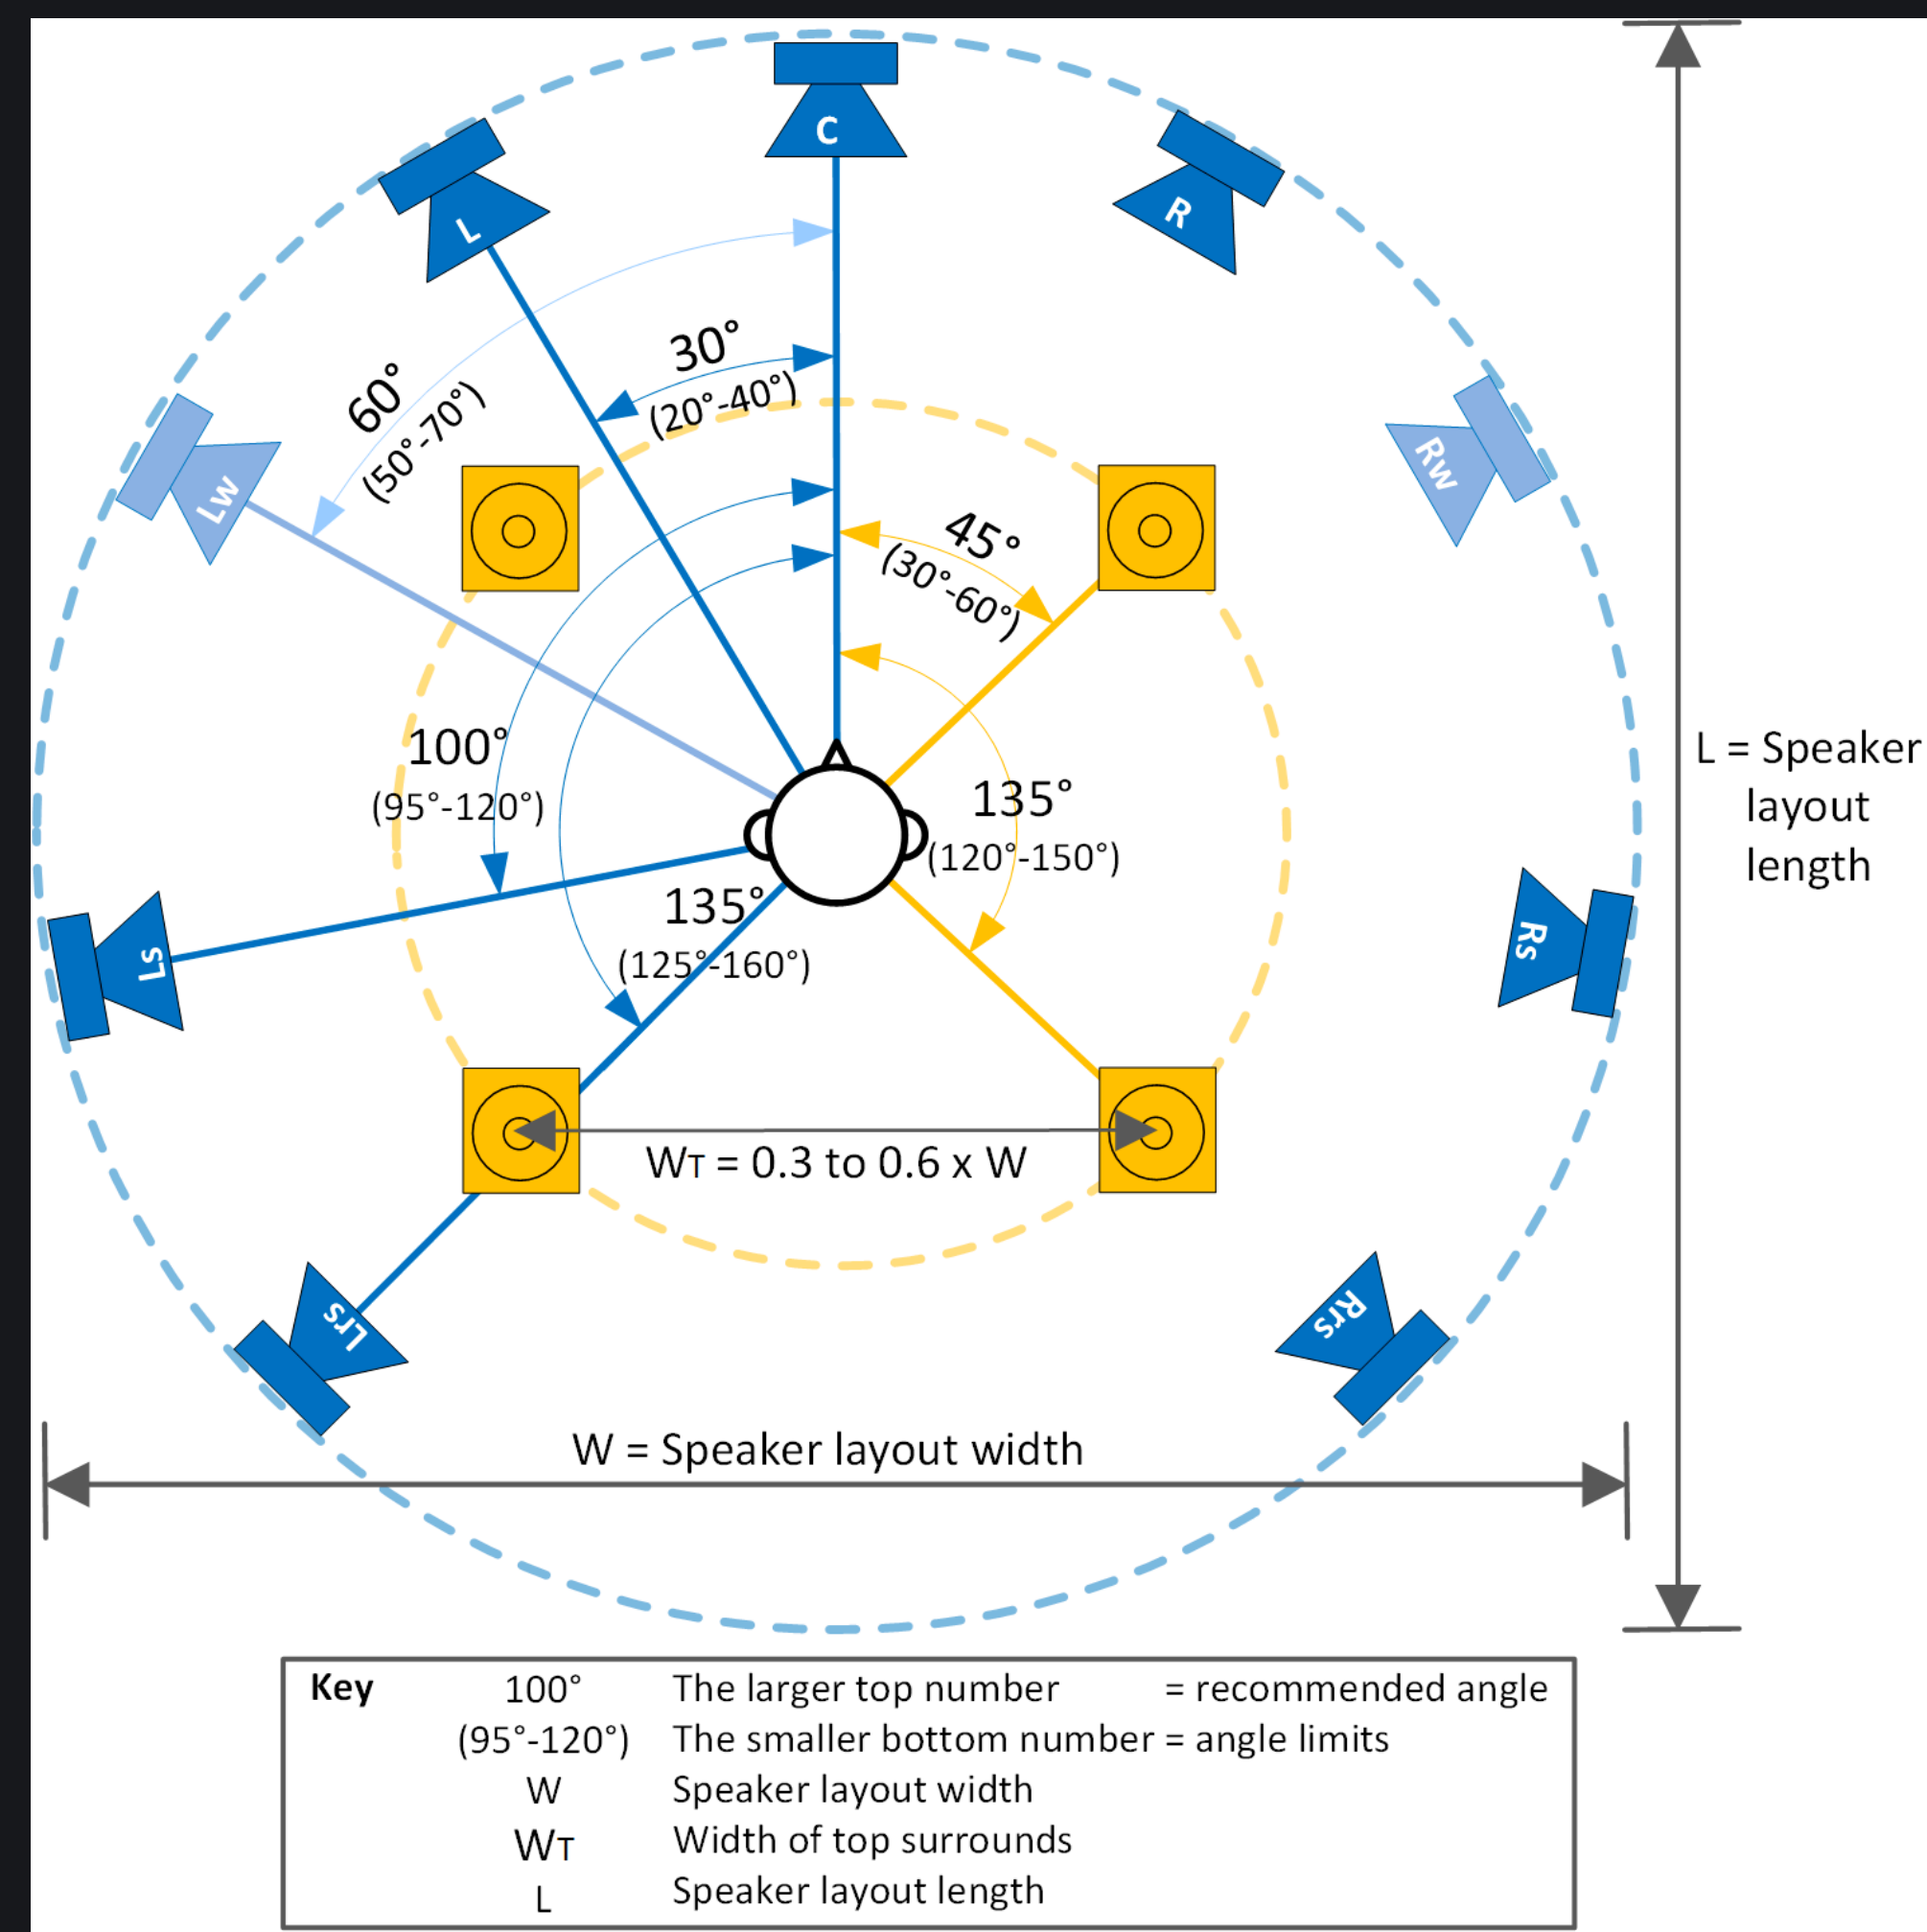 C
L
R
30°
(20°-40°)
60°
(50°-70°)
Lw
Rw
45°
(30°-60°)
100°
(95°-120°)
135°
(120°-150°)
L = Speaker
layout
length
135°
(125°-160°)
Ls
Rs
WT = 0.3 to 0.6 x W
Lrs
Rrs
W = Speaker layout width
Key 100° The larger top number = recommended angle
(95°-120°) The smaller bottom number = angle limits
W Speaker layout width
WT Width of top surrounds
L Speaker layout length